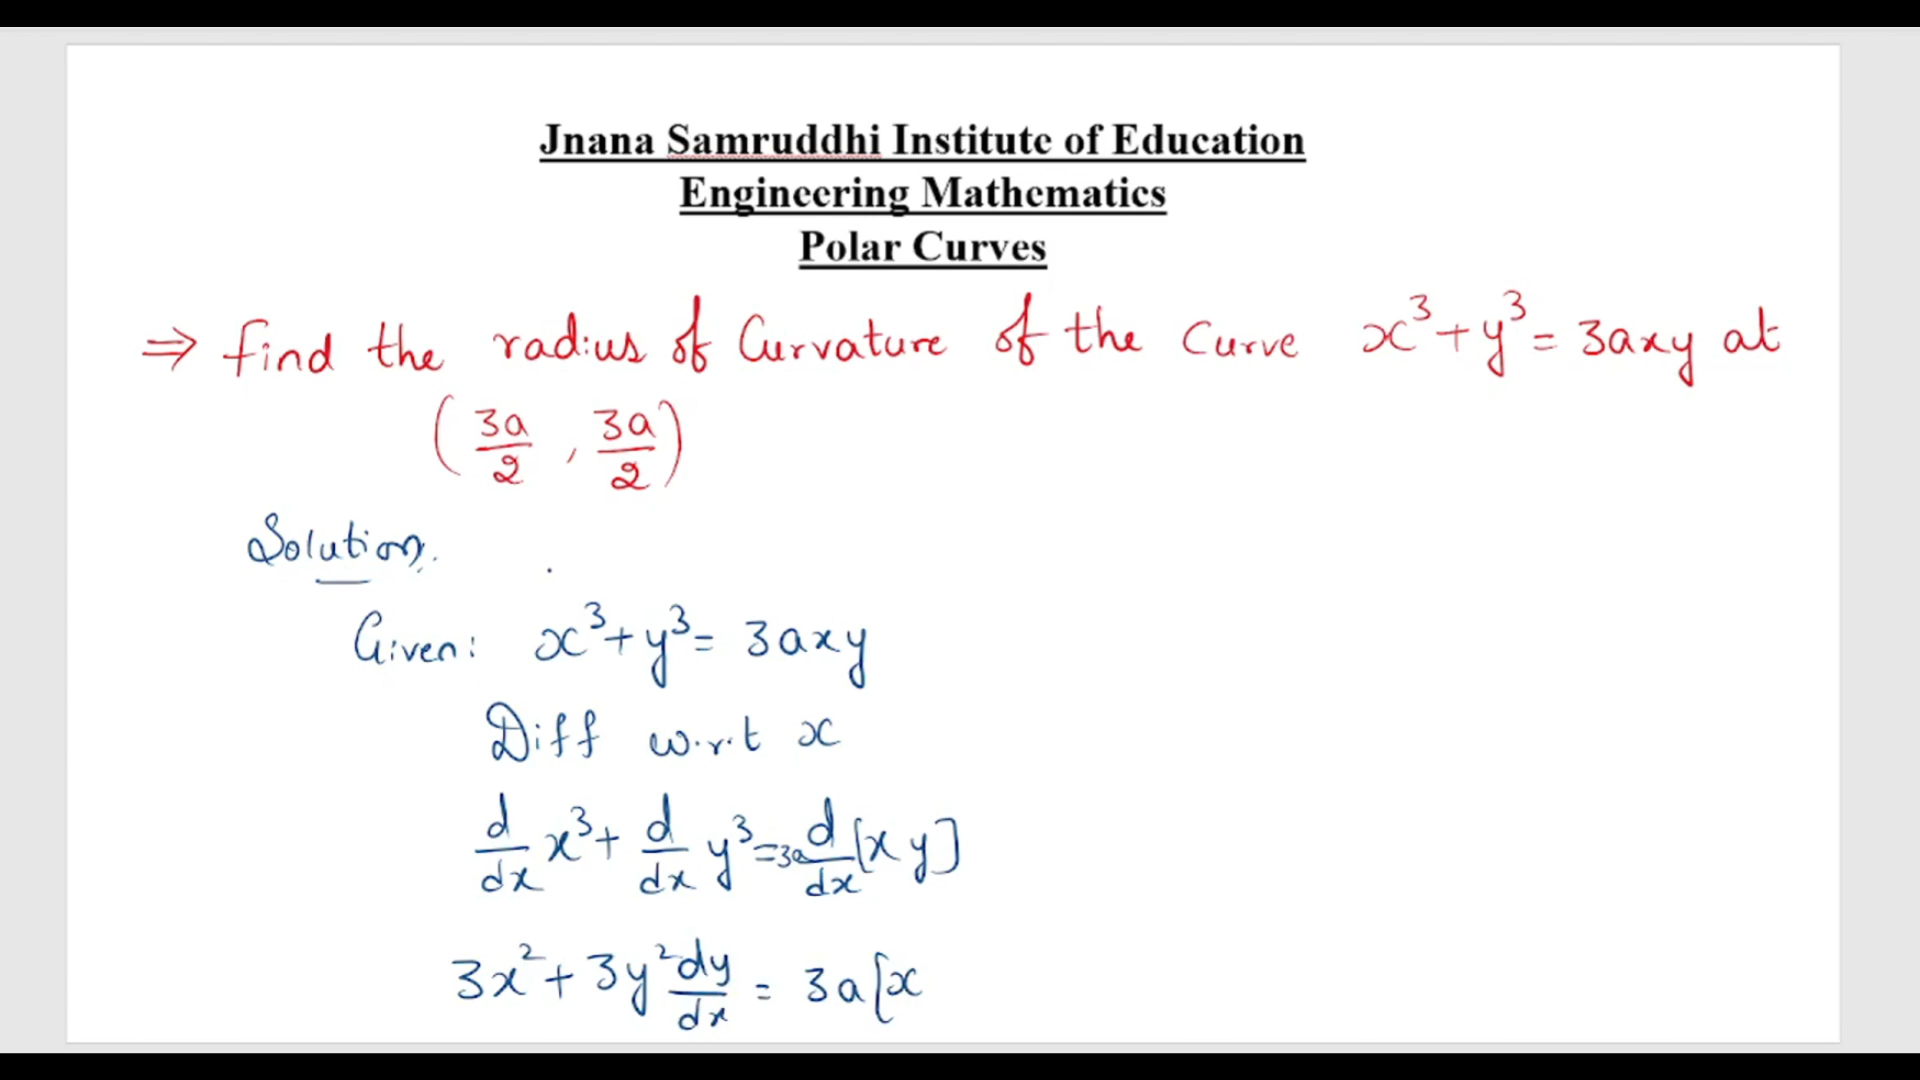 Jnana Samruddhi Institute of Education
Engineering Mathematics
Polar Curves
⇒ find the radius of Curvature of the Curve x³+y³ = 3axy at
(3a/2, 3a/2)
Solution.
Given: x³+y³ = 3axy
Diff w.r.t x
d/dx x³ + d/dx y³ = 3a d/dx [x y]
3x² + 3y² dy/dx = 3a[x